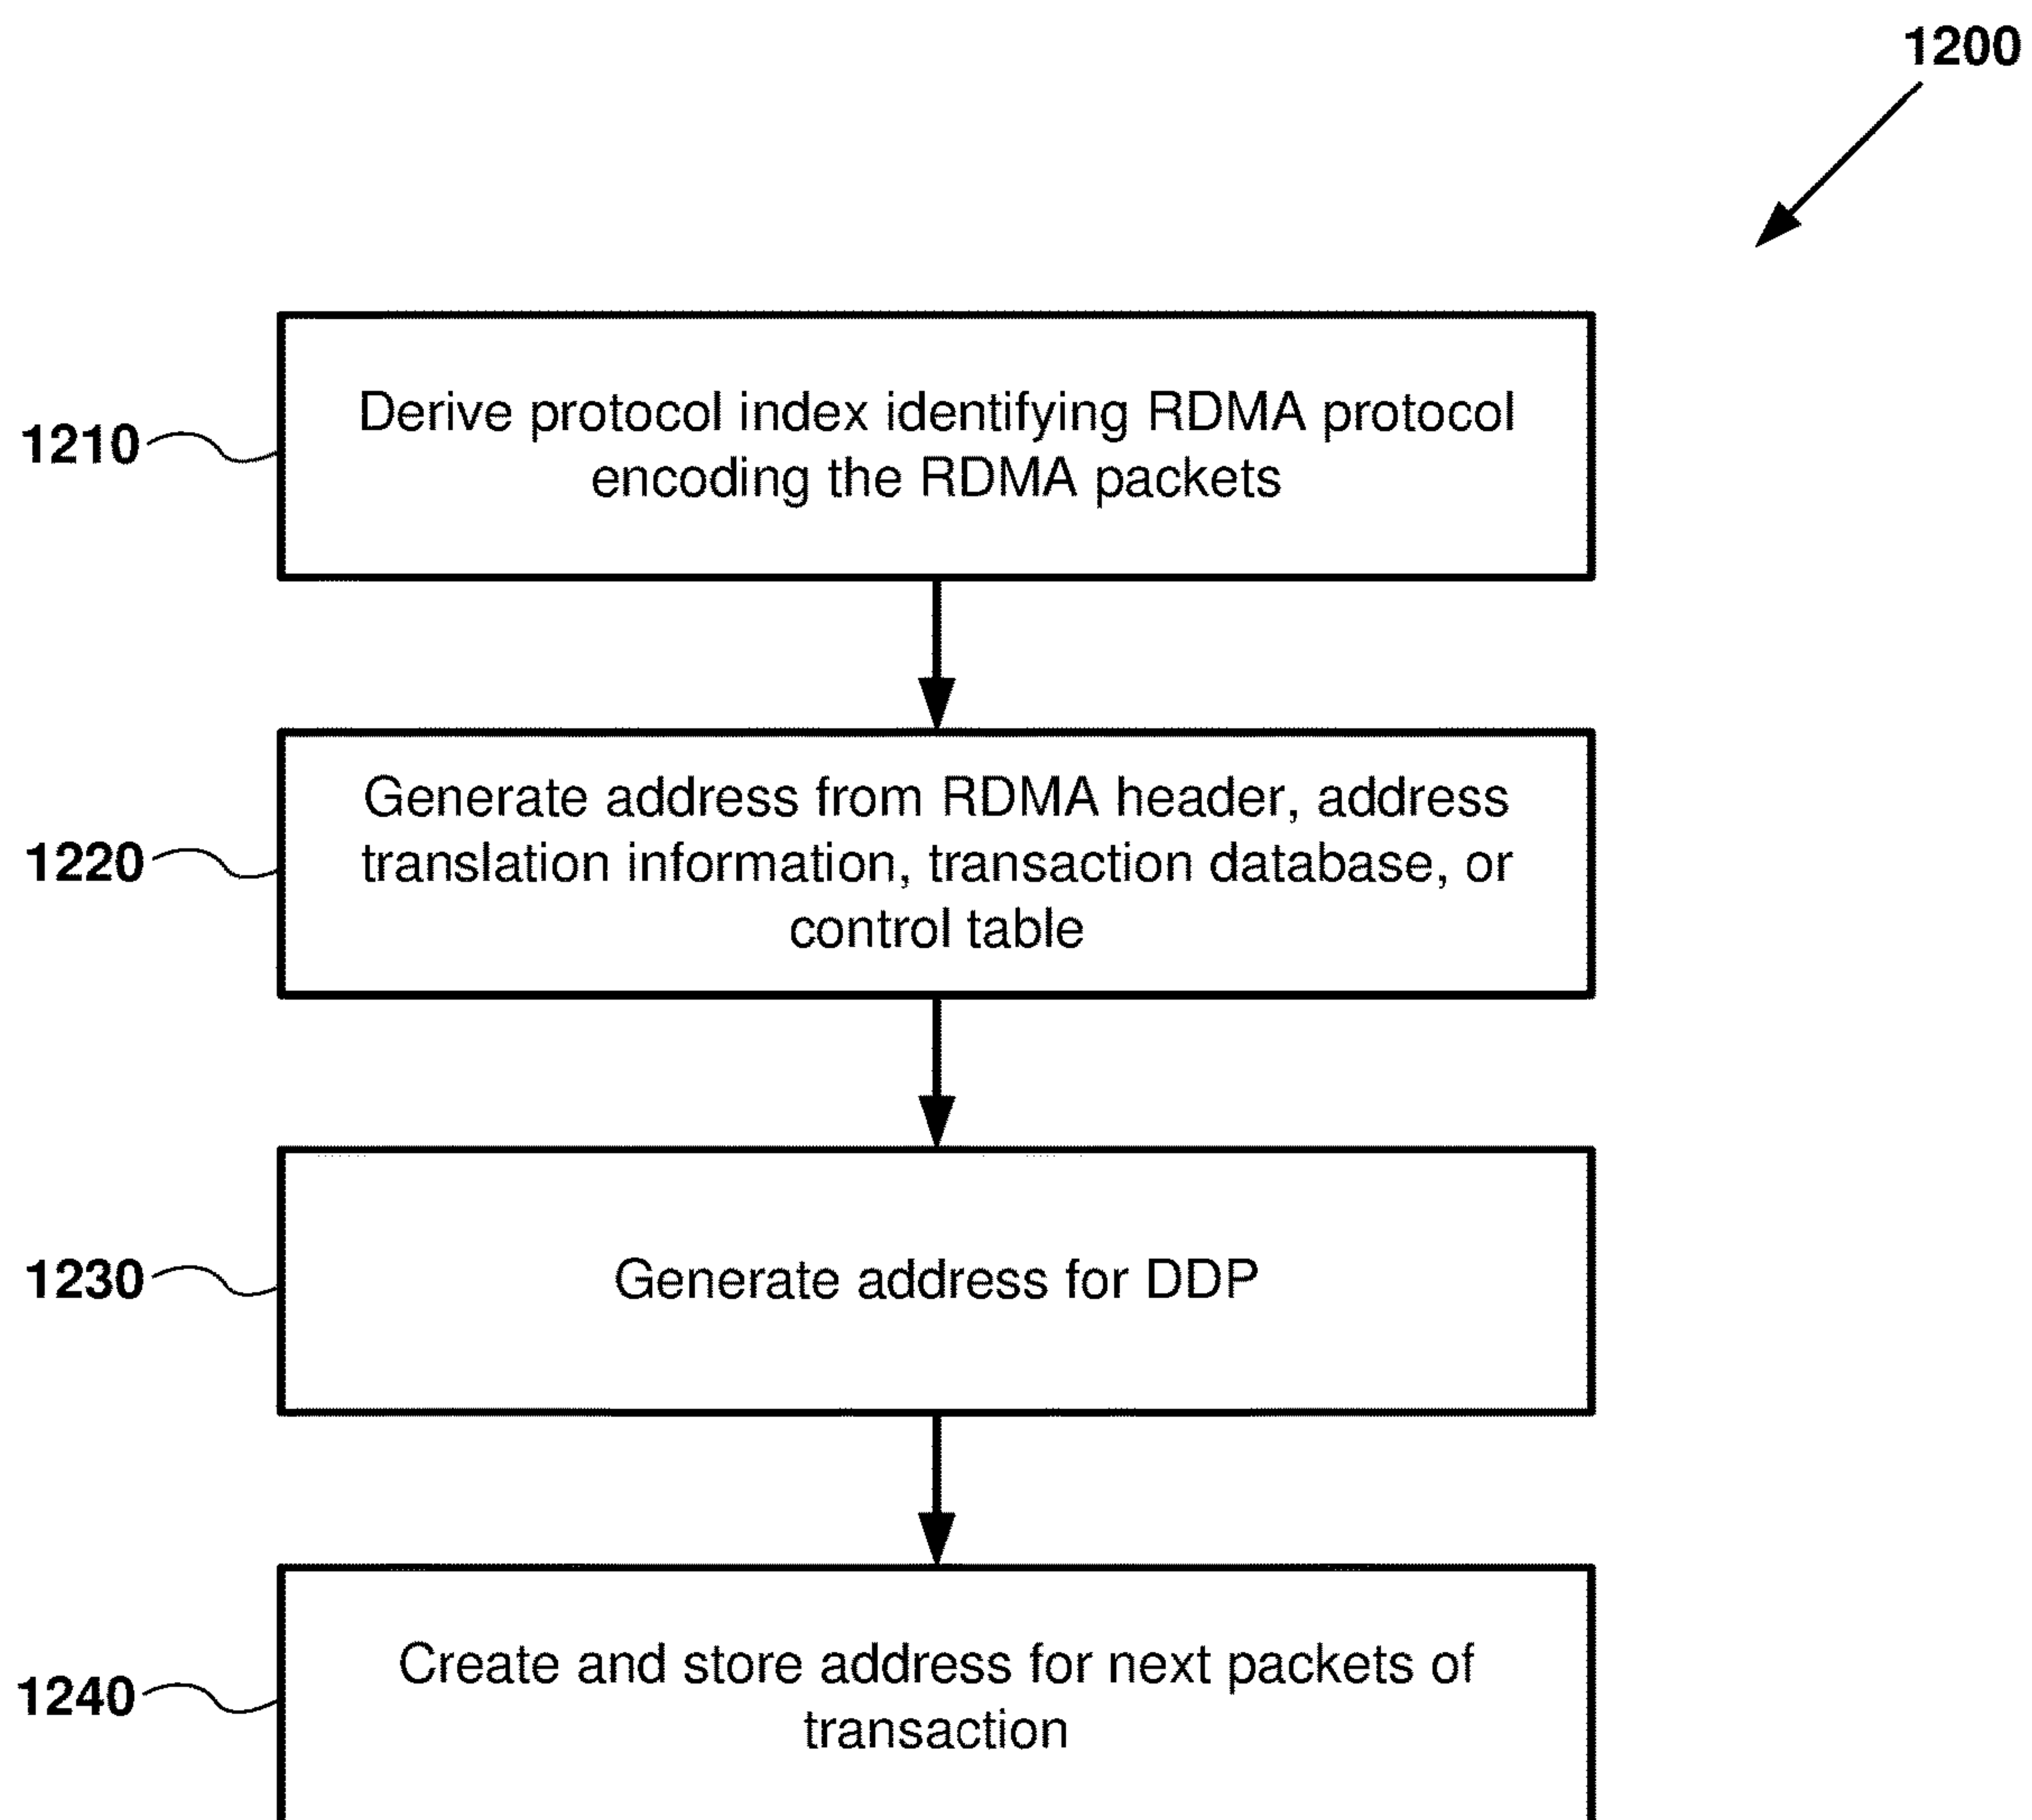 1200
1210
Derive protocol index identifying RDMA protocol
encoding the RDMA packets
1220
Generate address from RDMA header, address
translation information, transaction database, or
control table
1230
Generate address for DDP
1240
Create and store address for next packets of
transaction